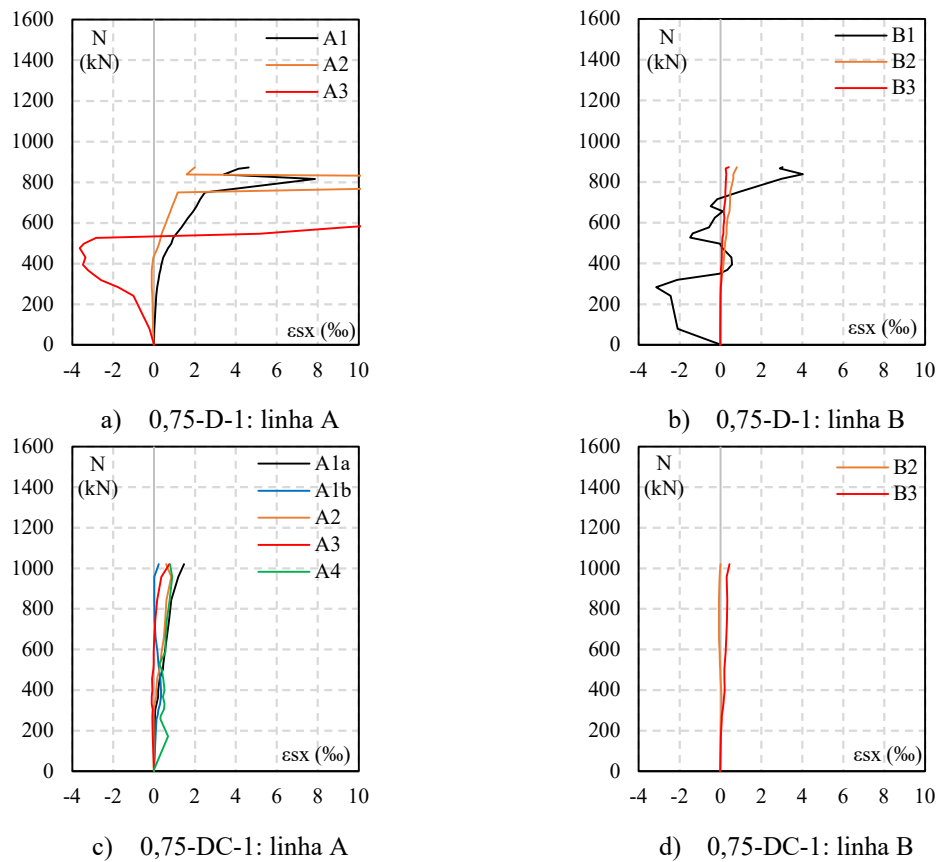 1600
1400
1200
1000
800
600
400
200
0
N
(kN)
A1
A2
A3
εsx (‰)
-4 -2 0 2 4 6 8 10
a) 0,75-D-1: linha A
1600
1400
1200
1000
800
600
400
200
0
N
(kN)
B1
B2
B3
εsx (‰)
-4 -2 0 2 4 6 8 10
b) 0,75-D-1: linha B
1600
1400
1200
1000
800
600
400
200
0
N
(kN)
A1a
A1b
A2
A3
A4
εsx (‰)
-4 -2 0 2 4 6 8 10
c) 0,75-DC-1: linha A
1600
1400
1200
1000
800
600
400
200
0
N
(kN)
B2
B3
εsx (‰)
-4 -2 0 2 4 6 8 10
d) 0,75-DC-1: linha B